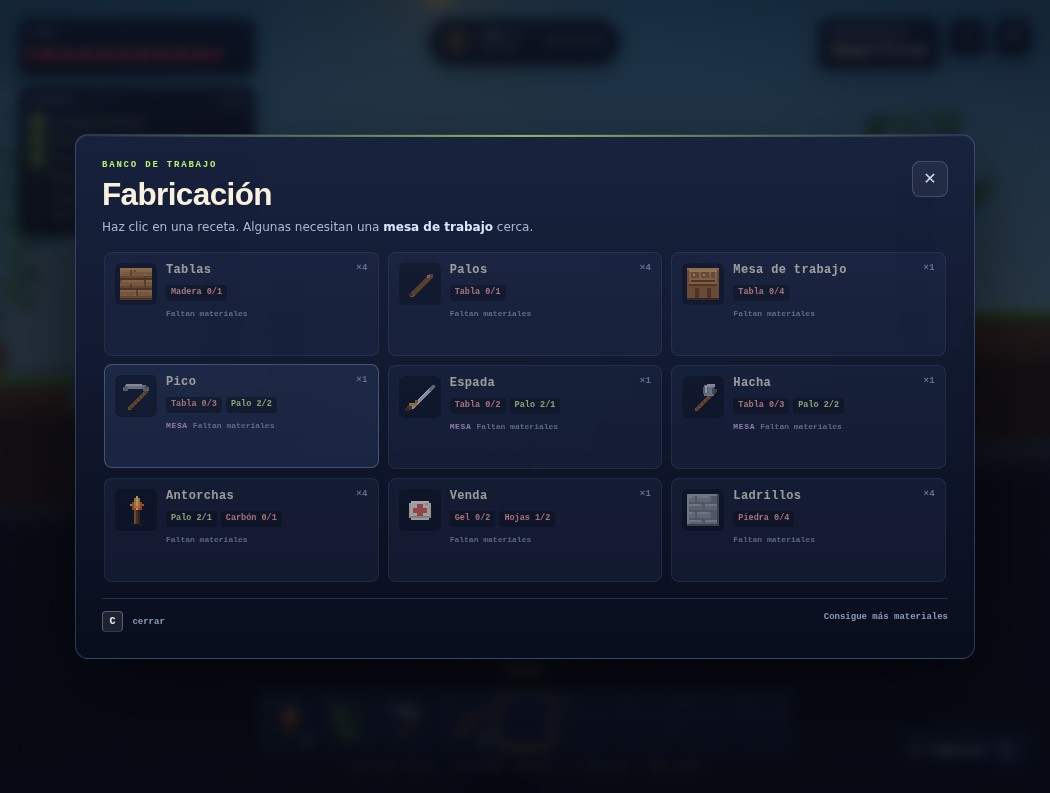 BANCO DE TRABAJO
Fabricación
Haz clic en una receta. Algunas necesitan una mesa de trabajo cerca.
Tablas ×4
Madera 0/1
Faltan materiales
Palos ×4
Tabla 0/1
Faltan materiales
Mesa de trabajo ×1
Tabla 0/4
Faltan materiales
Pico ×1
Tabla 0/3 Palo 2/2
MESA Faltan materiales
Espada ×1
Tabla 0/2 Palo 2/1
MESA Faltan materiales
Hacha ×1
Tabla 0/3 Palo 2/2
MESA Faltan materiales
Antorchas ×4
Palo 2/1 Carbón 0/1
Faltan materiales
Venda ×1
Gel 0/2 Hojas 1/2
Faltan materiales
Ladrillos ×4
Piedra 0/4
Faltan materiales
C cerrar
Consigue más materiales